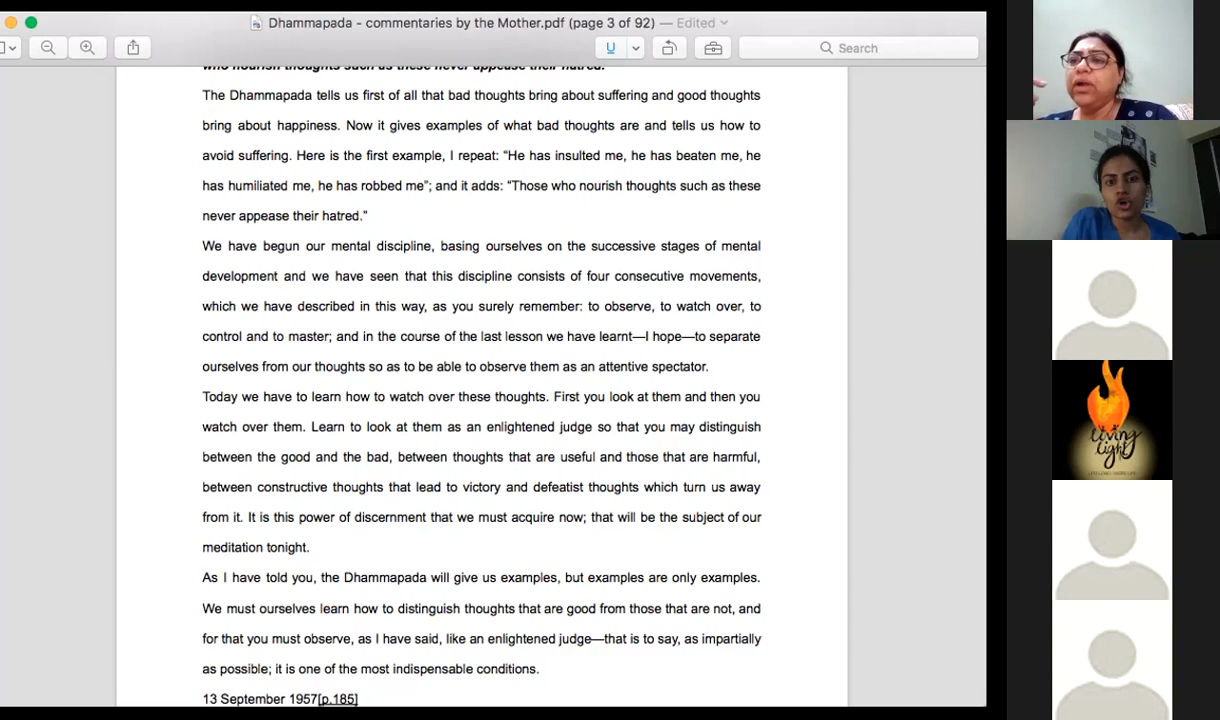 Dhammapada - commentaries by the Mother.pdf (page 3 of 92) — Edited
Search
who nourish thoughts such as these never appease their hatred.
The Dhammapada tells us first of all that bad thoughts bring about suffering and good thoughts
bring about happiness. Now it gives examples of what bad thoughts are and tells us how to
avoid suffering. Here is the first example, I repeat: “He has insulted me, he has beaten me, he
has humiliated me, he has robbed me”; and it adds: “Those who nourish thoughts such as these
never appease their hatred.”
We have begun our mental discipline, basing ourselves on the successive stages of mental
development and we have seen that this discipline consists of four consecutive movements,
which we have described in this way, as you surely remember: to observe, to watch over, to
control and to master; and in the course of the last lesson we have learnt—I hope—to separate
ourselves from our thoughts so as to be able to observe them as an attentive spectator.
Today we have to learn how to watch over these thoughts. First you look at them and then you
watch over them. Learn to look at them as an enlightened judge so that you may distinguish
between the good and the bad, between thoughts that are useful and those that are harmful,
between constructive thoughts that lead to victory and defeatist thoughts which turn us away
from it. It is this power of discernment that we must acquire now; that will be the subject of our
meditation tonight.
As I have told you, the Dhammapada will give us examples, but examples are only examples.
We must ourselves learn how to distinguish thoughts that are good from those that are not, and
for that you must observe, as I have said, like an enlightened judge—that is to say, as impartially
as possible; it is one of the most indispensable conditions.
13 September 1957[p.185]
living
light